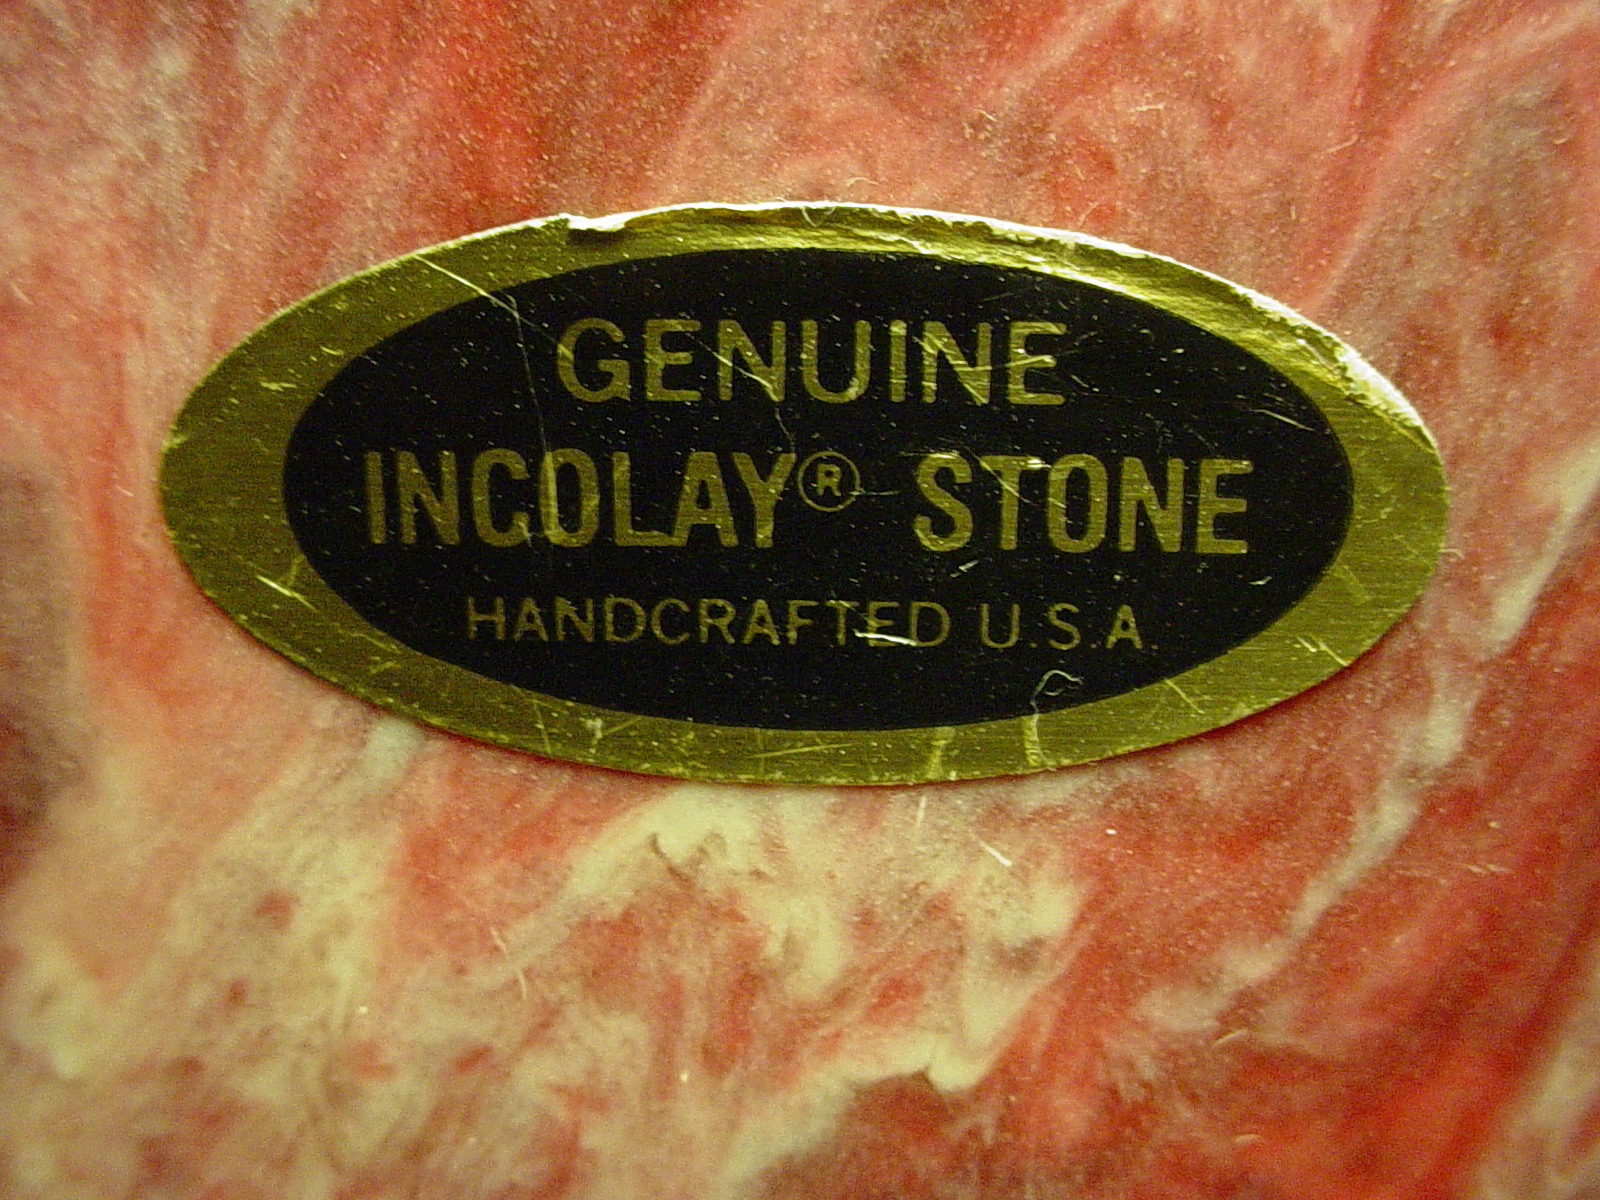 GENUINE
INCOLAY® STONE
HANDCRAFTED U.S.A.